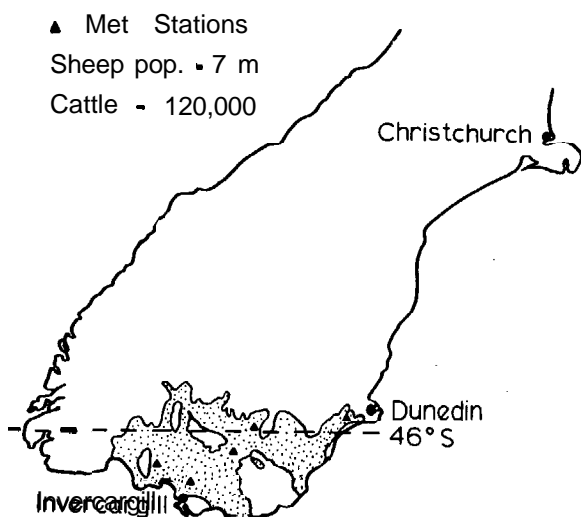 ▲ Met Stations
Sheep pop. - 7 m
Cattle - 120,000
Christchurch
Dunedin
46°S
Invercargill